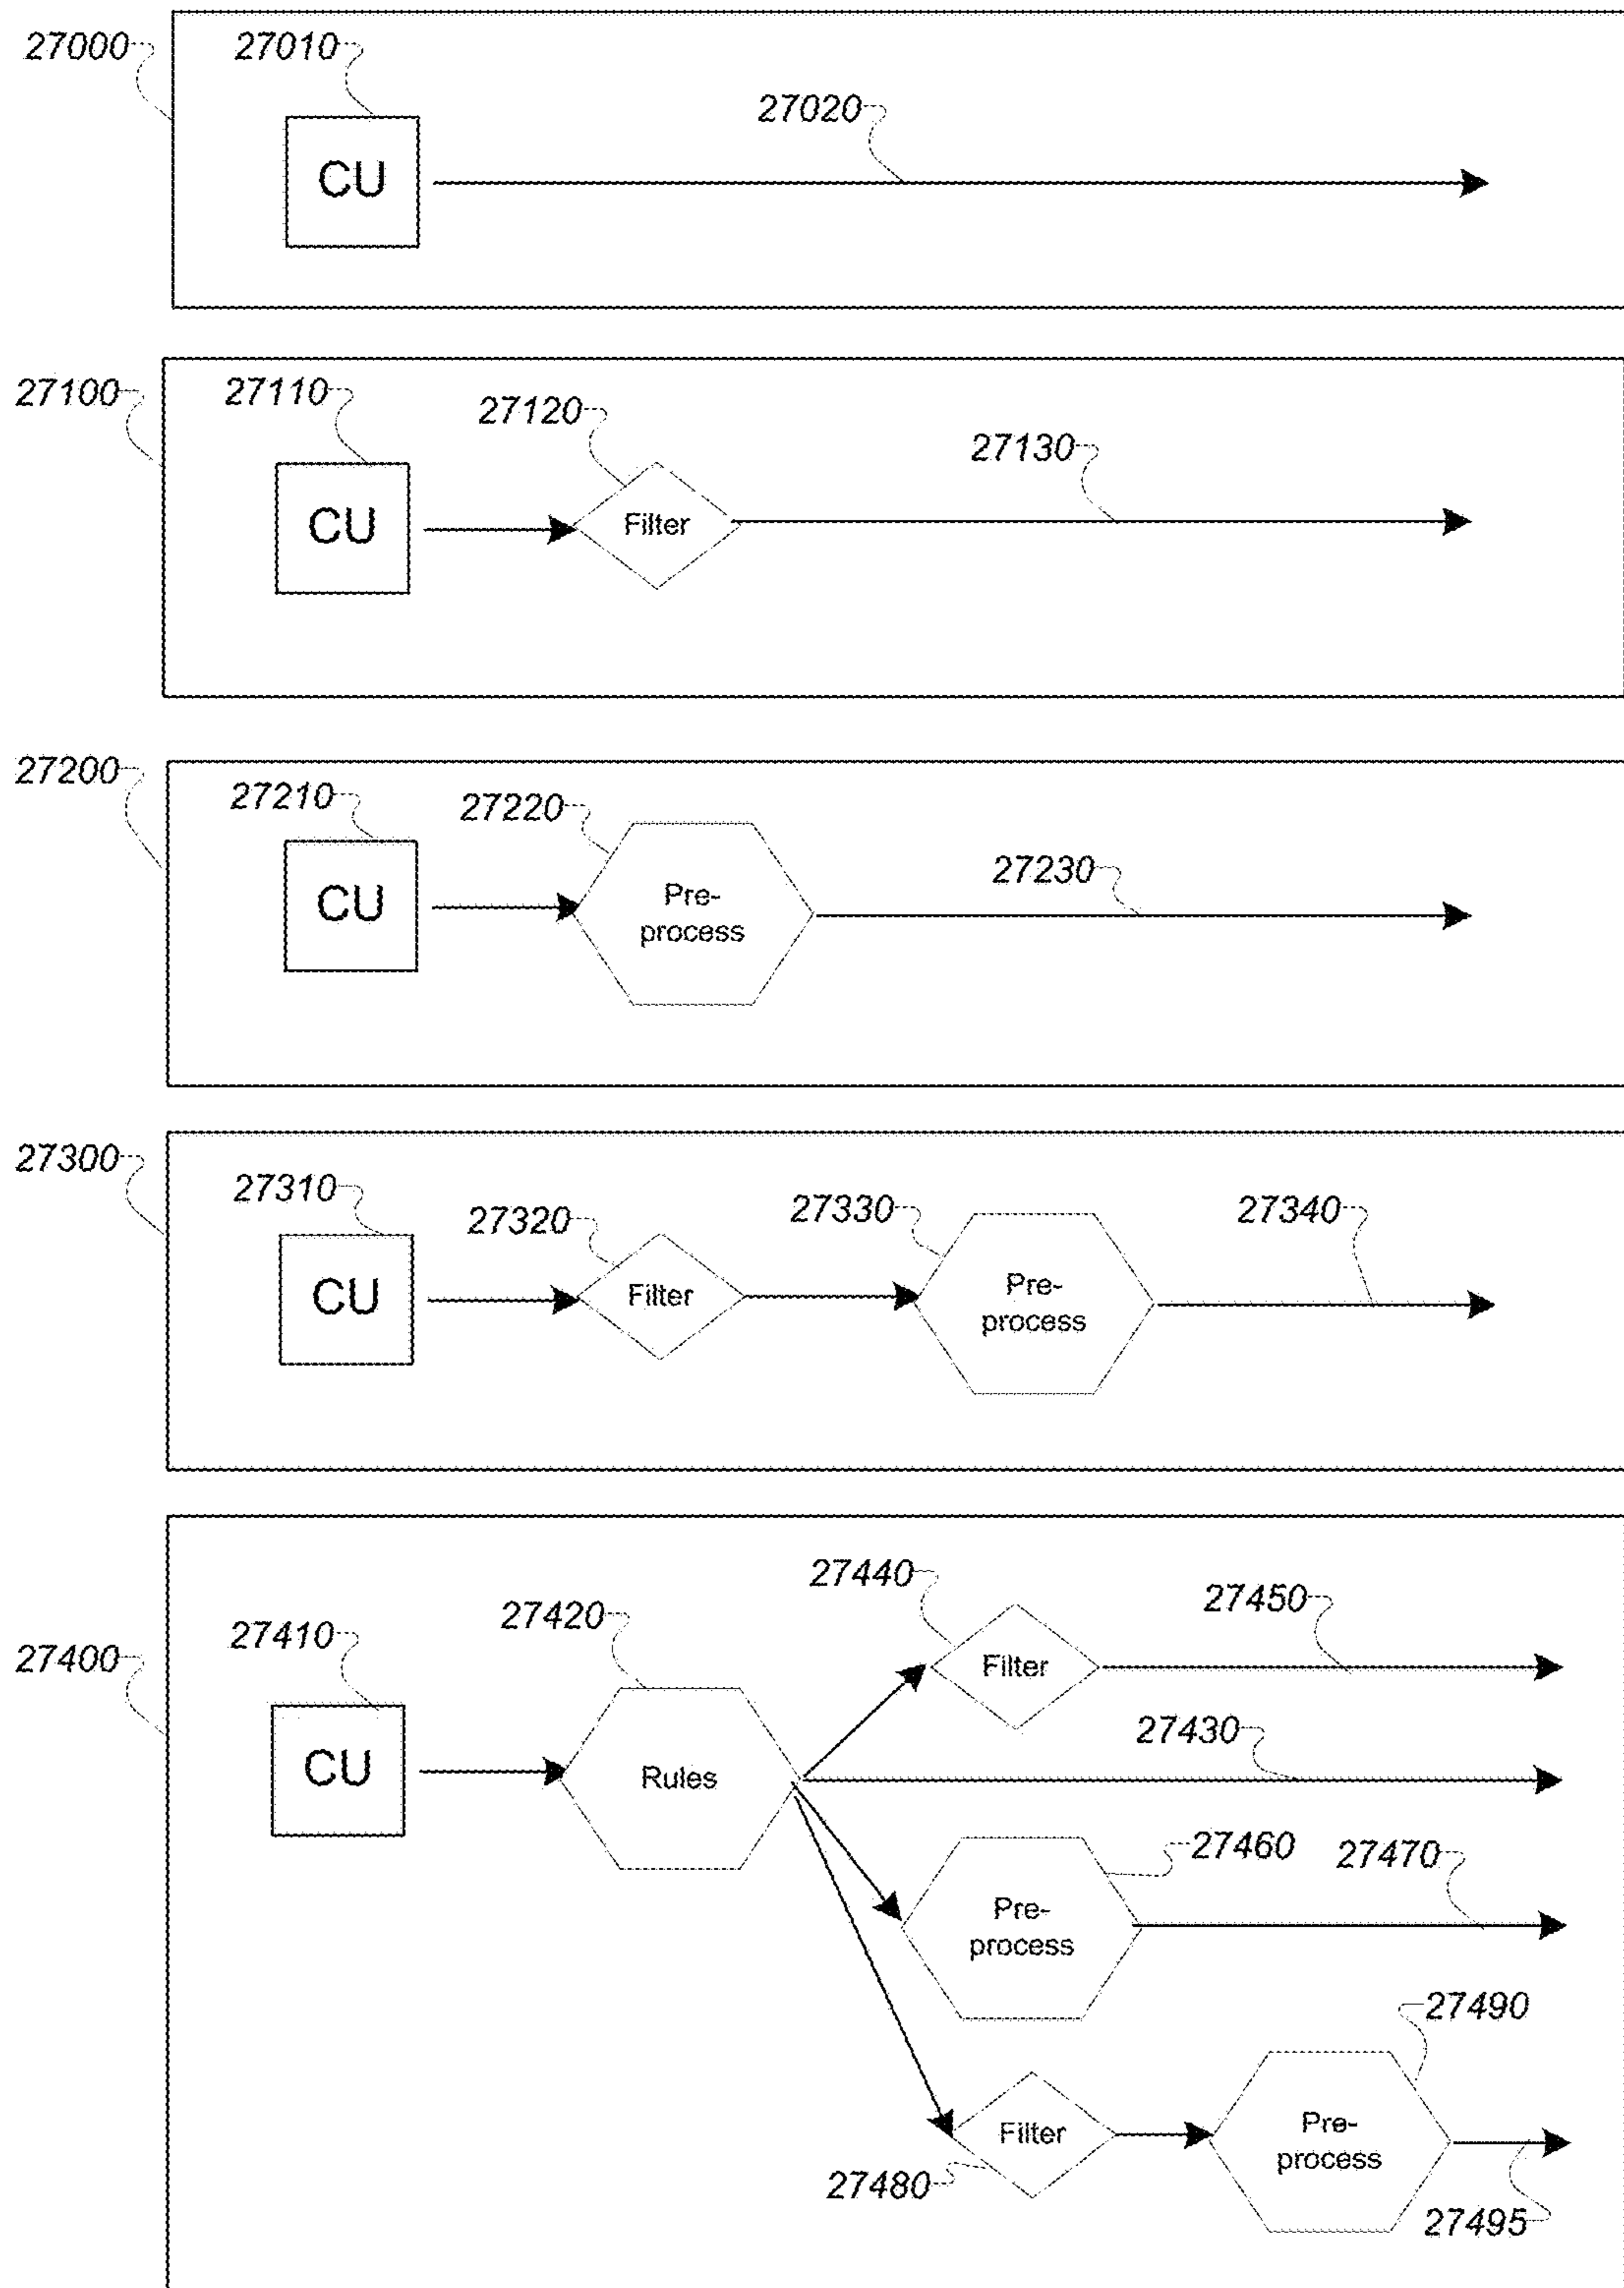 27000
27010
27020
CU
27100
27110
27120
27130
CU
Filter
27200
27210
27220
27230
CU
Pre-
process
27300
27310
27320
27330
27340
CU
Filter
Pre-
process
27400
27410
27420
27440
27450
CU
Rules
Filter
27430
27460
27470
Pre-
process
27490
Filter
Pre-
process
27480
27495